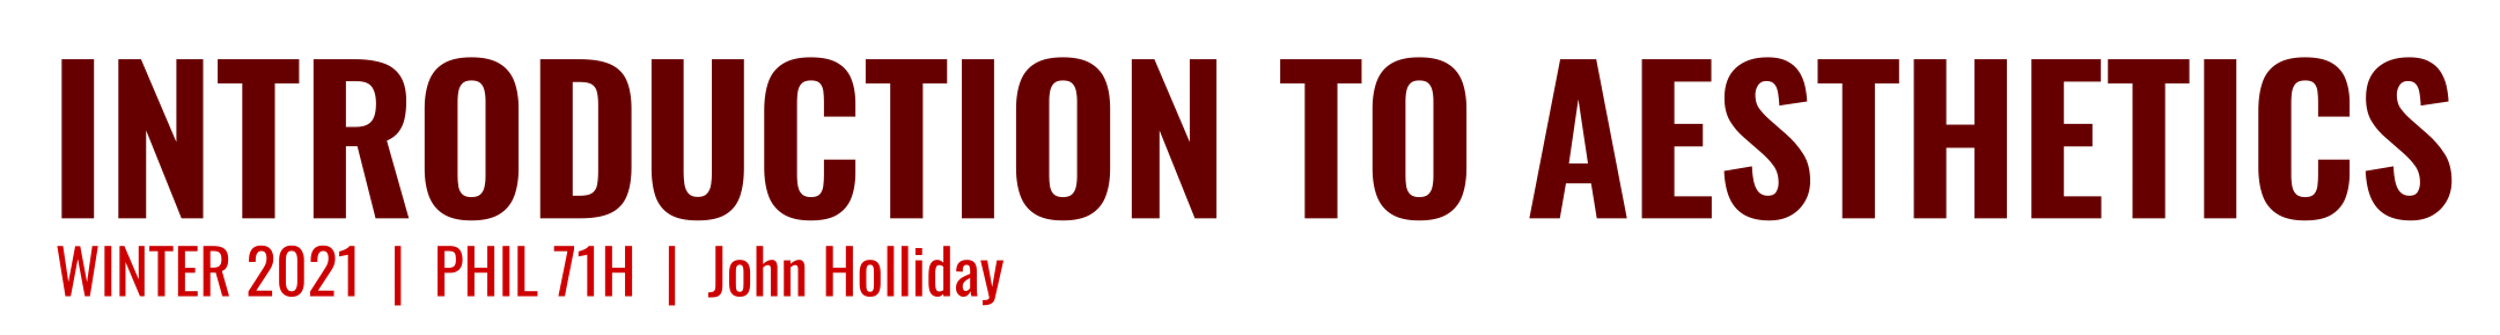 INTRODUCTION TO AESTHETICS
WINTER 2021 | PHIL 71H | John Holliday